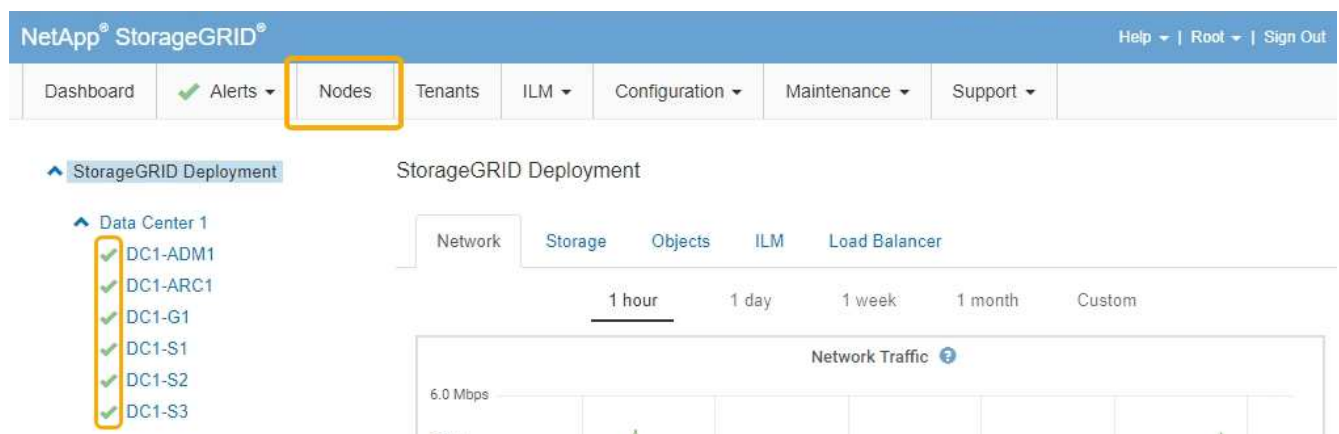 NetApp® StorageGRID®
Help | Root | Sign Out
Dashboard Alerts Nodes Tenants ILM Configuration Maintenance Support
StorageGRID Deployment
Data Center 1
DC1-ADM1
DC1-ARC1
DC1-G1
DC1-S1
DC1-S2
DC1-S3
StorageGRID Deployment
Network Storage Objects ILM Load Balancer
1 hour 1 day 1 week 1 month Custom
Network Traffic ?
6.0 Mbps